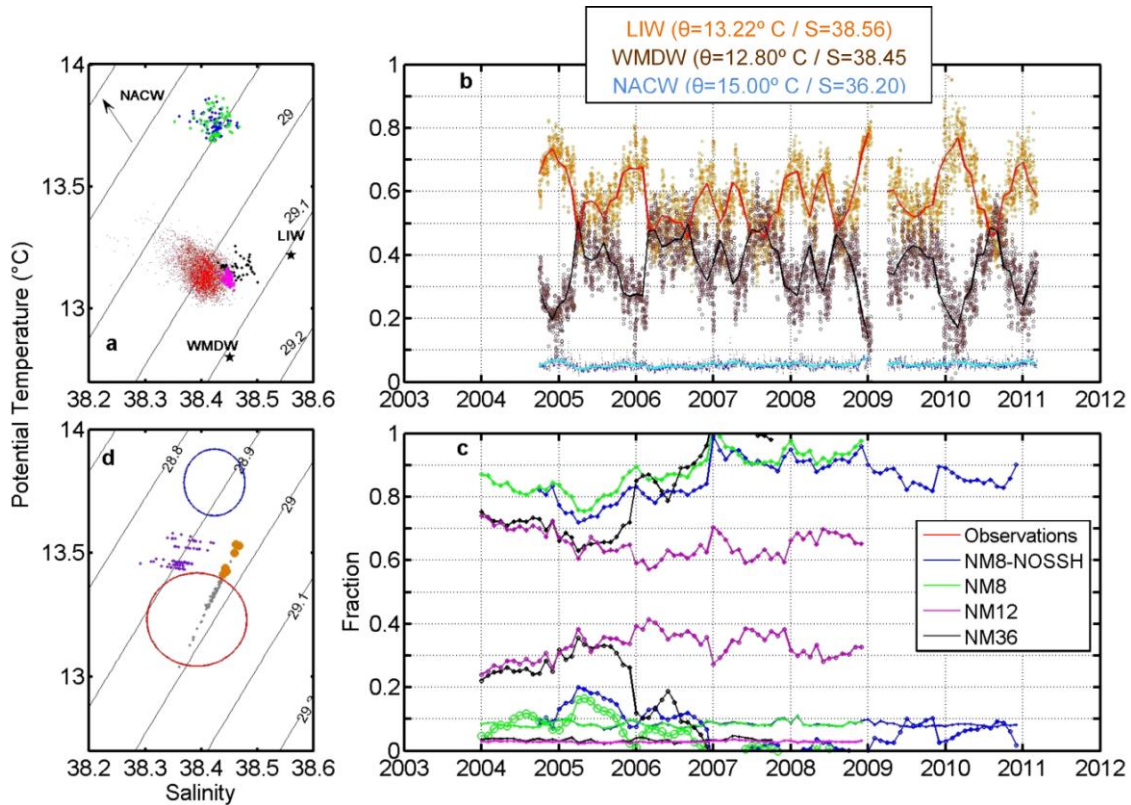 LIW (θ=13.22º C / S=38.56)
WMDW (θ=12.80º C / S=38.45
NACW (θ=15.00º C / S=36.20)
Potential Temperature (°C)
14
13.5
13
NACW
29
29.1
LIW
WMDW
29.2
a
38.2 38.3 38.4 38.5 38.6
b
1
0.8
0.6
0.4
0.2
0
2003 2004 2005 2006 2007 2008 2009 2010 2011 2012
14
13.5
13
d
28.8
28.9
29
29.1
38.2 38.3 38.4 38.5 38.6
Salinity
c
Fraction
1
0.8
0.6
0.4
0.2
0
2003 2004 2005 2006 2007 2008 2009 2010 2011 2012
Observations
NM8-NOSSH
NM8
NM12
NM36